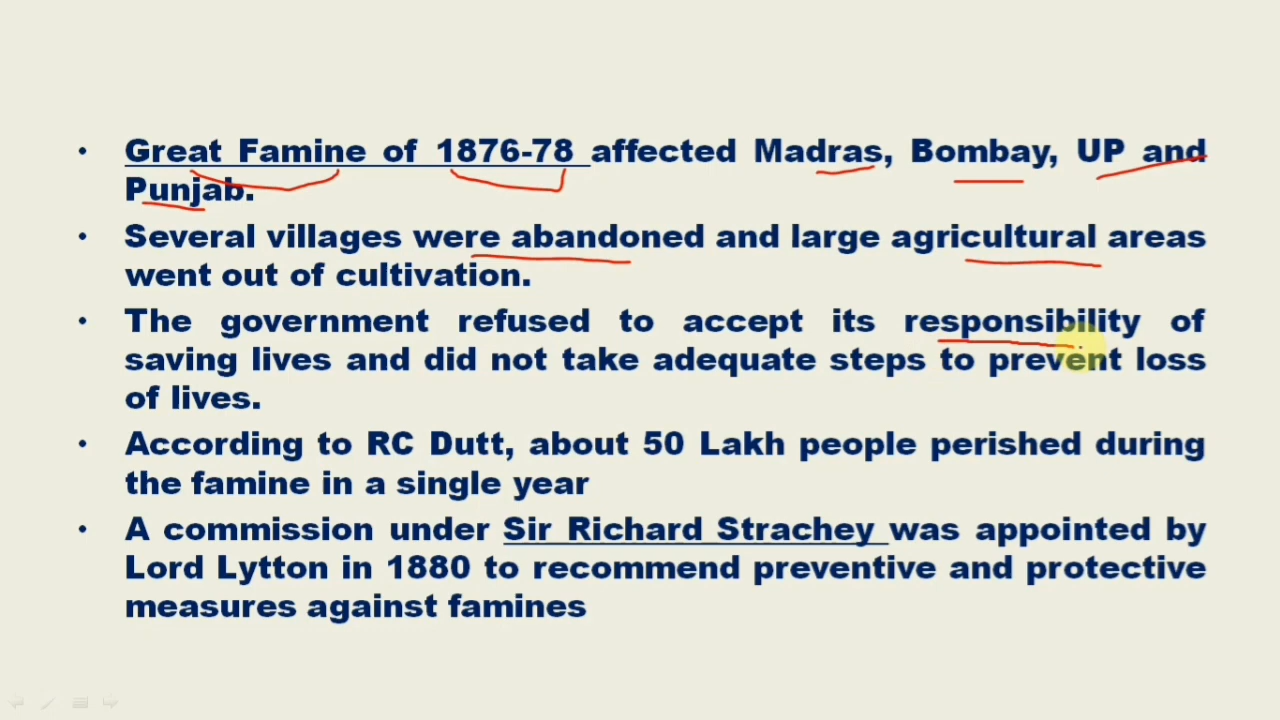 • Great Famine of 1876-78 affected Madras, Bombay, UP and
Punjab.
• Several villages were abandoned and large agricultural areas
went out of cultivation.
• The government refused to accept its responsibility of
saving lives and did not take adequate steps to prevent loss
of lives.
• According to RC Dutt, about 50 Lakh people perished during
the famine in a single year
• A commission under Sir Richard Strachey was appointed by
Lord Lytton in 1880 to recommend preventive and protective
measures against famines